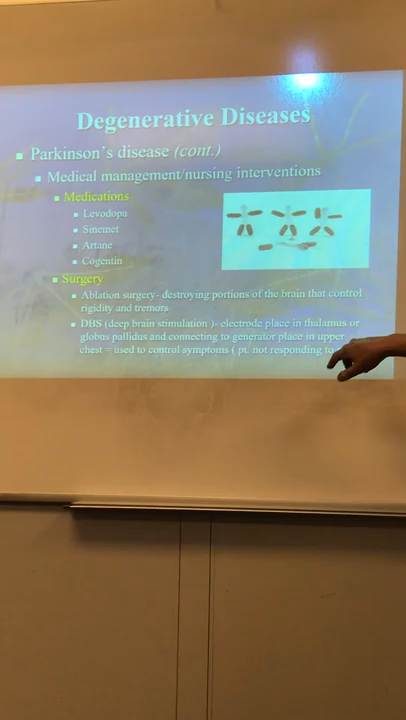 Degenerative Diseases
Parkinson's disease (cont.)
Medical management/nursing interventions
Medications
Levodopa
Sinemet
Artane
Cogentin
Surgery
Ablation surgery- destroying portions of the brain that control
rigidity and tremors
DBS (deep brain stimulation )- electrode place in thalamus or
globus pallidus and connecting to generator place in upper
chest = used to control symptoms ( pt. not responding to